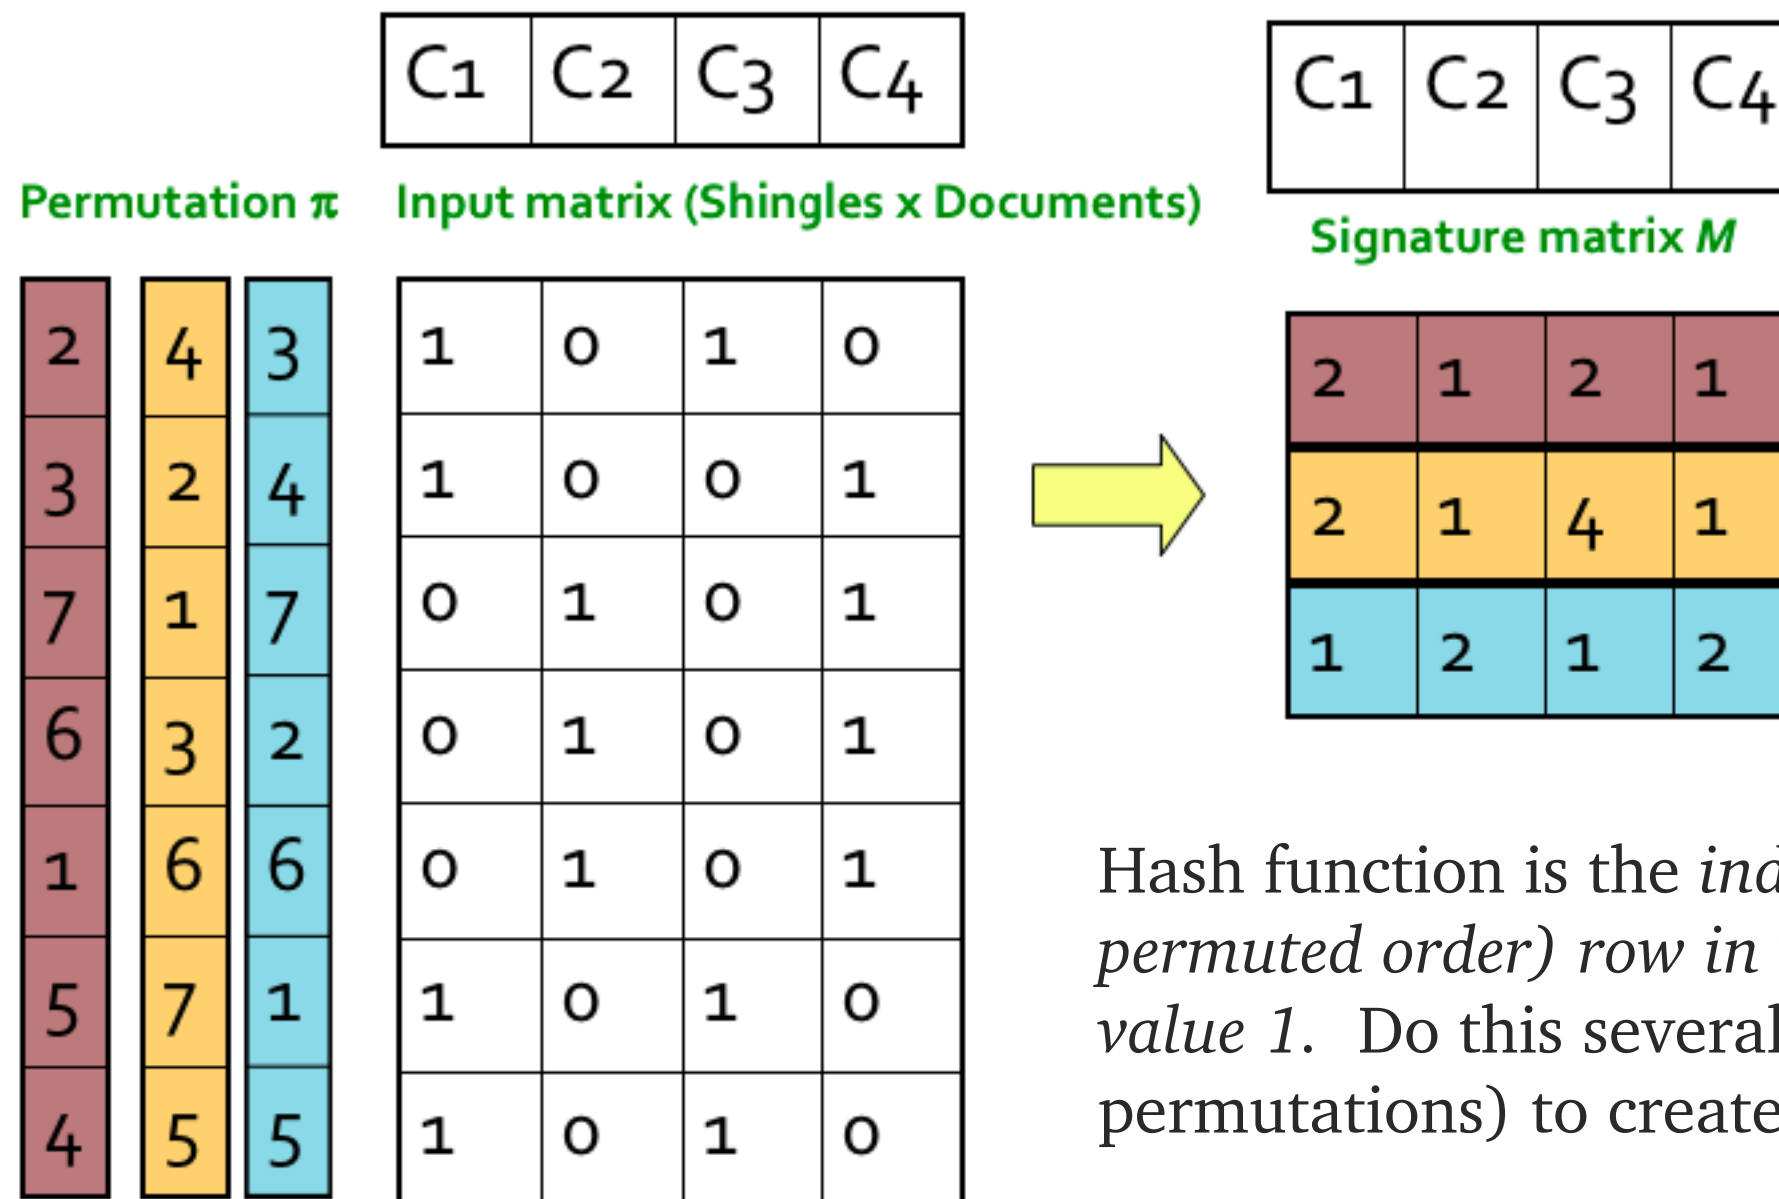 C1 C2 C3 C4
C1 C2 C3 C4
Permutation π
Input matrix (Shingles x Documents)
Signature matrix M
2 4 3 1 0 1 0
3 2 4 1 0 0 1
7 1 7 0 1 0 1
6 3 2 0 1 0 1
1 6 6 0 1 0 1
5 7 1 1 0 1 0
4 5 5 1 0 1 0
2 1 2 1
2 1 4 1
1 2 1 2
Hash function is the
permuted order) row in
value 1. Do this several
permutations) to create